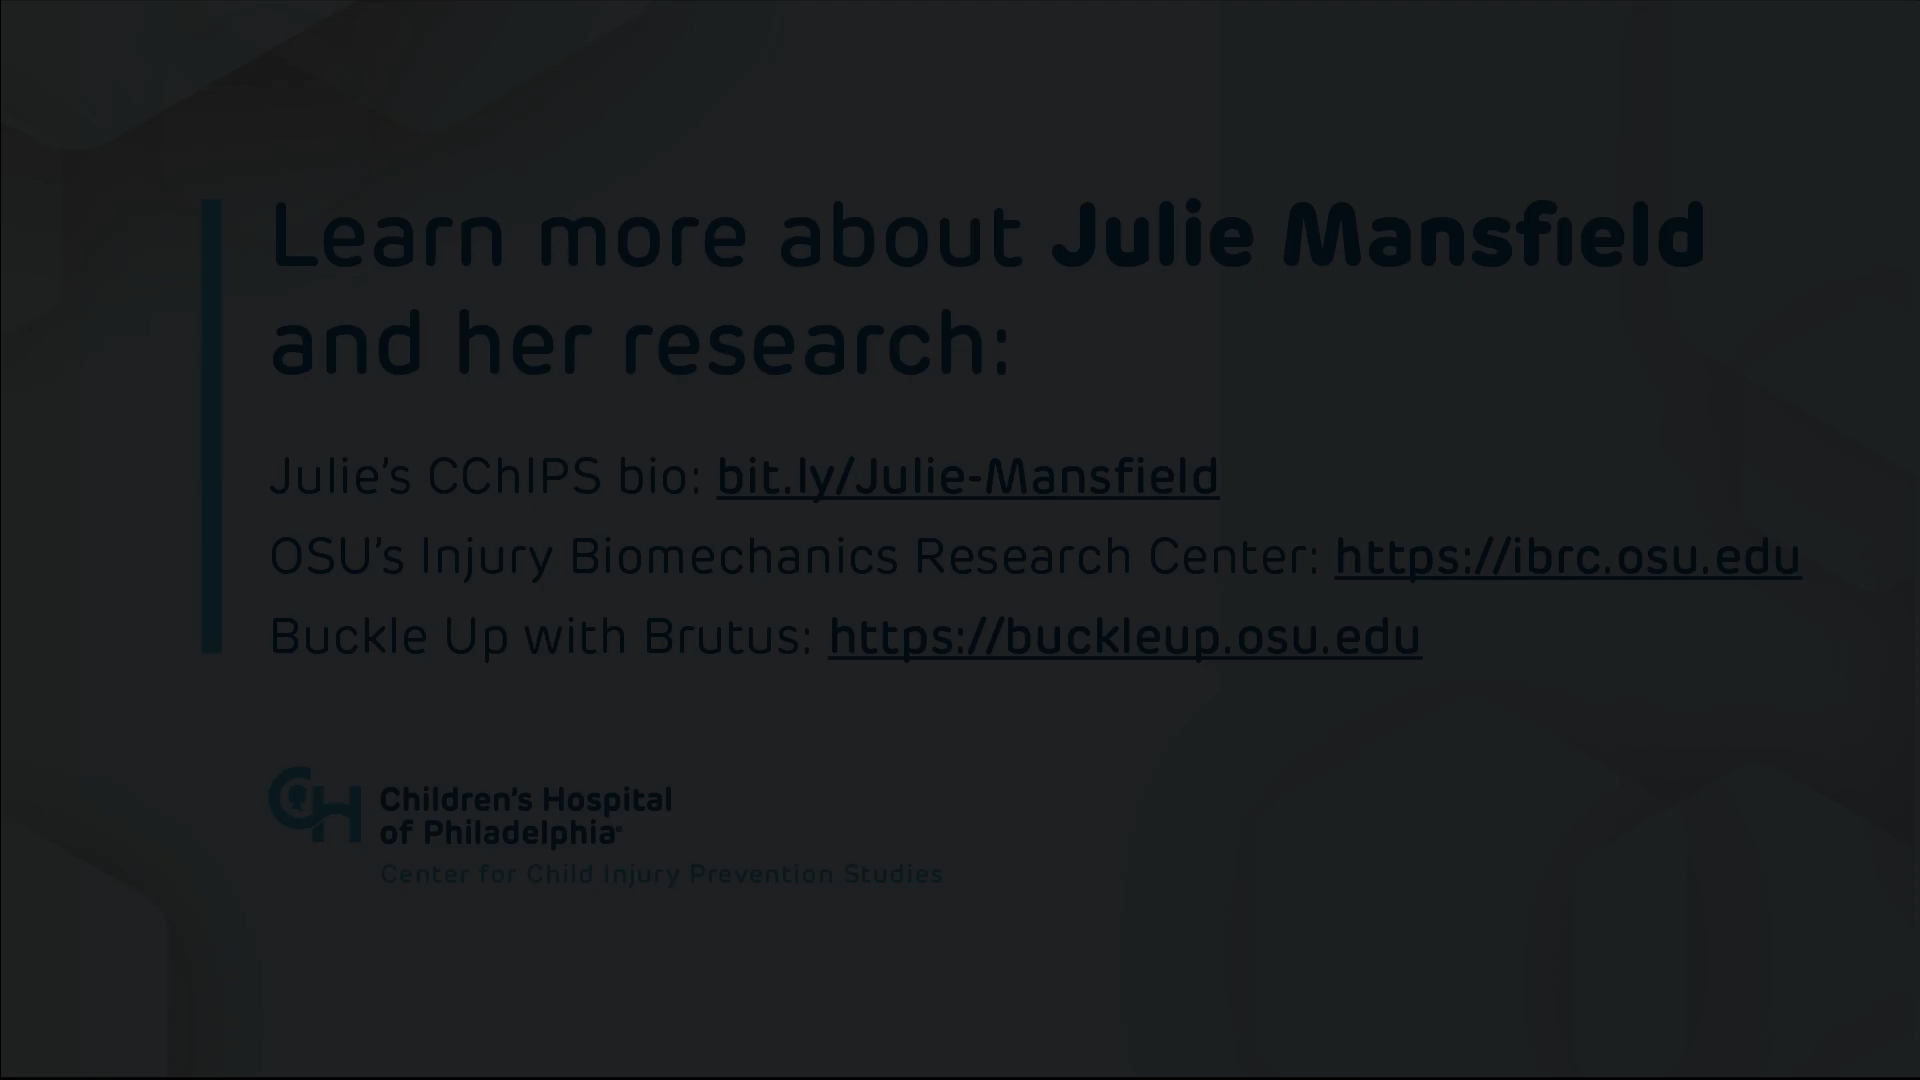 Learn more about Julie Mansfield
and her research:
Julie’s CChIPS bio: bit.ly/Julie-Mansfield
OSU’s Injury Biomechanics Research Center: https://ibrc.osu.edu
Buckle Up with Brutus: https://buckleup.osu.edu
CH
Children’s Hospital
of Philadelphia®
Center for Child Injury Prevention Studies